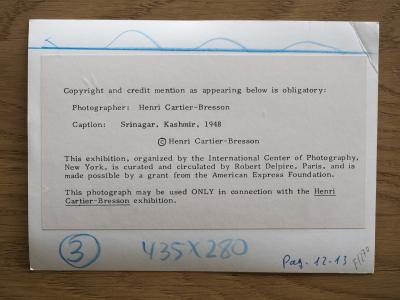 Copyright and credit mention as appearing below is obligatory:
Photographer: Henri Cartier-Bresson
Caption: Srinagar, Kashmir, 1948
© Henri Cartier-Bresson
This exhibition, organized by the International Center of Photography,
New York, is curated and circulated by Robert Delpire, Paris, and is
made possible by a grant from the American Express Foundation.
This photograph may be used ONLY in connection with the Henri
Cartier-Bresson exhibition.
3 435X280 Pag. 12-13